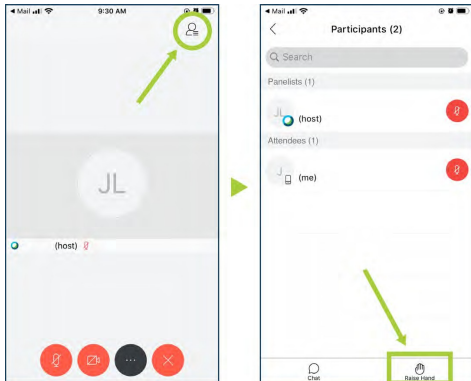 Mail
9:30 AM
JL
(host)
Mail
Participants (2)
Search
Panelists (1)
JL
(host)
Attendees (1)
J
(me)
Chat
Raise Hand